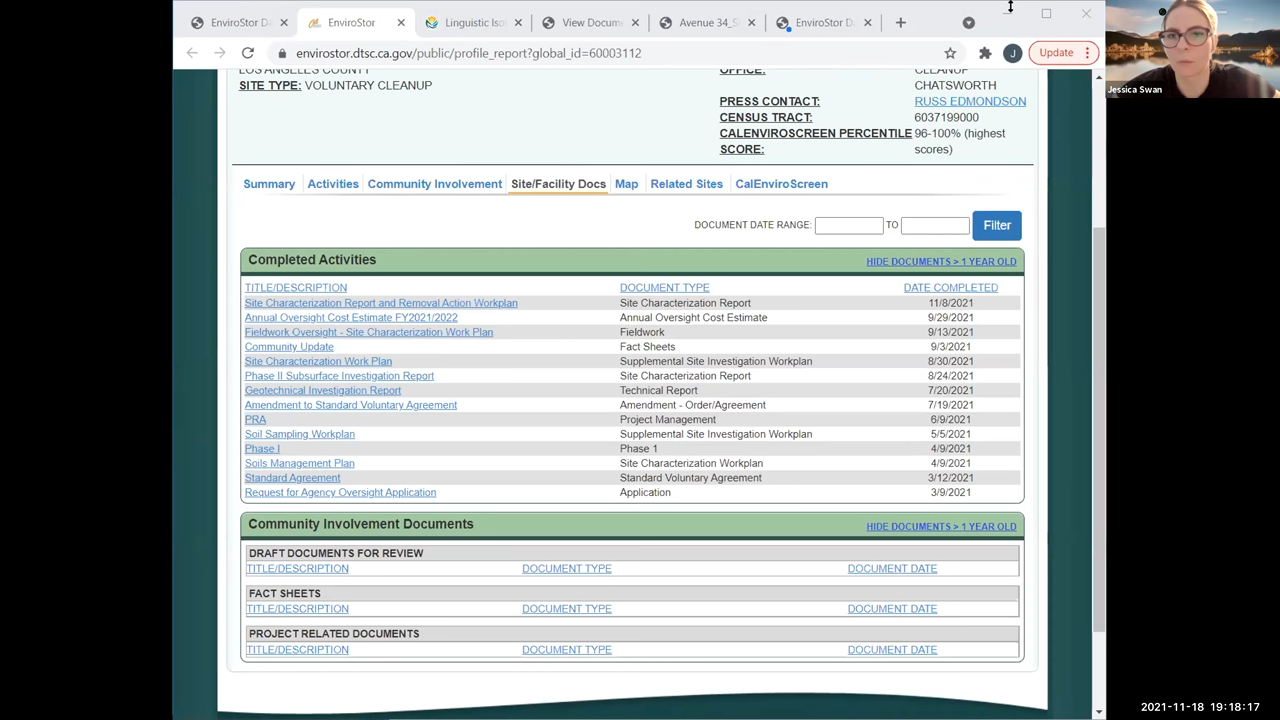 EnviroStor Da
EnviroStor
Linguistic Iso
View Docume
Avenue 34_S
EnviroStor Da
envirostor.dtsc.ca.gov/public/profile_report?global_id=60003112
J
Update
Jessica Swan
LOS ANGELES COUNTY
SITE TYPE: VOLUNTARY CLEANUP
OFFICE: CLEANUP
CHATSWORTH
PRESS CONTACT: RUSS EDMONDSON
CENSUS TRACT: 6037199000
CALENVIROSCREEN PERCENTILE 96-100% (highest
SCORE: scores)
Summary Activities Community Involvement Site/Facility Docs Map Related Sites CalEnviroScreen
DOCUMENT DATE RANGE: TO Filter
Completed Activities HIDE DOCUMENTS > 1 YEAR OLD
TITLE/DESCRIPTION DOCUMENT TYPE DATE COMPLETED
Site Characterization Report and Removal Action Workplan Site Characterization Report 11/8/2021
Annual Oversight Cost Estimate FY2021/2022 Annual Oversight Cost Estimate 9/29/2021
Fieldwork Oversight - Site Characterization Work Plan Fieldwork 9/13/2021
Community Update Fact Sheets 9/3/2021
Site Characterization Work Plan Supplemental Site Investigation Workplan 8/30/2021
Phase II Subsurface Investigation Report Site Characterization Report 8/24/2021
Geotechnical Investigation Report Technical Report 7/20/2021
Amendment to Standard Voluntary Agreement Amendment - Order/Agreement 7/19/2021
PRA Project Management 6/9/2021
Soil Sampling Workplan Supplemental Site Investigation Workplan 5/5/2021
Phase I Phase 1 4/9/2021
Soils Management Plan Site Characterization Workplan 4/9/2021
Standard Agreement Standard Voluntary Agreement 3/12/2021
Request for Agency Oversight Application Application 3/9/2021
Community Involvement Documents HIDE DOCUMENTS > 1 YEAR OLD
DRAFT DOCUMENTS FOR REVIEW
TITLE/DESCRIPTION DOCUMENT TYPE DOCUMENT DATE
FACT SHEETS
TITLE/DESCRIPTION DOCUMENT TYPE DOCUMENT DATE
PROJECT RELATED DOCUMENTS
TITLE/DESCRIPTION DOCUMENT TYPE DOCUMENT DATE
2021-11-18 19:18:17